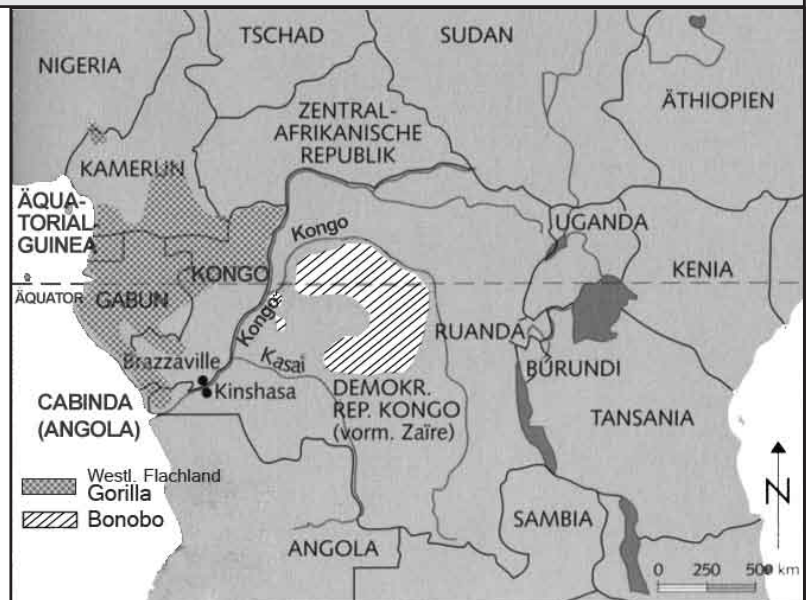 TSCHAD
SUDAN
NIGERIA
ÄTHIOPIEN
ZENTRAL-
AFRIKANISCHE
REPUBLIK
KAMERUN
ÄQUA-
TORIAL-
GUINEA
UGANDA
Kongo
KONGO
KENIA
ÄQUATOR
GABUN
Kongo
RUANDA
Brazzaville
Kasai
BURUNDI
Kinshasa
DEMOKR.
REP. KONGO
(vorm. Zaïre)
CABINDA
(ANGOLA)
TANSANIA
Westl. Flachland
Gorilla
Bonobo
N
SAMBIA
ANGOLA
0 250 500 km